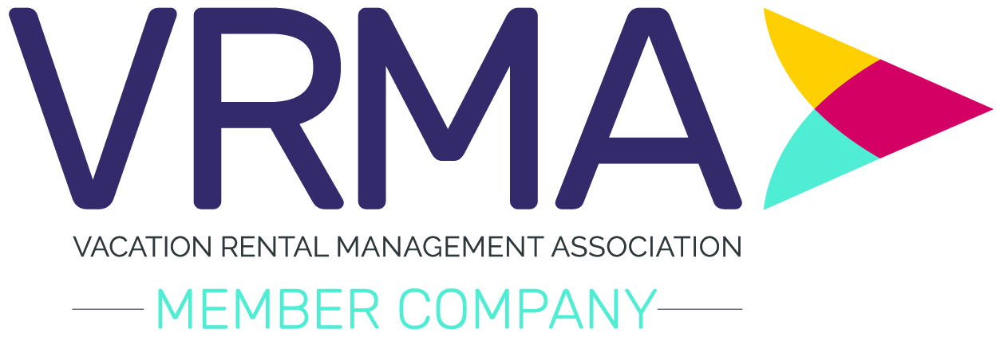 VRMA
VACATION RENTAL MANAGEMENT ASSOCIATION
MEMBER COMPANY